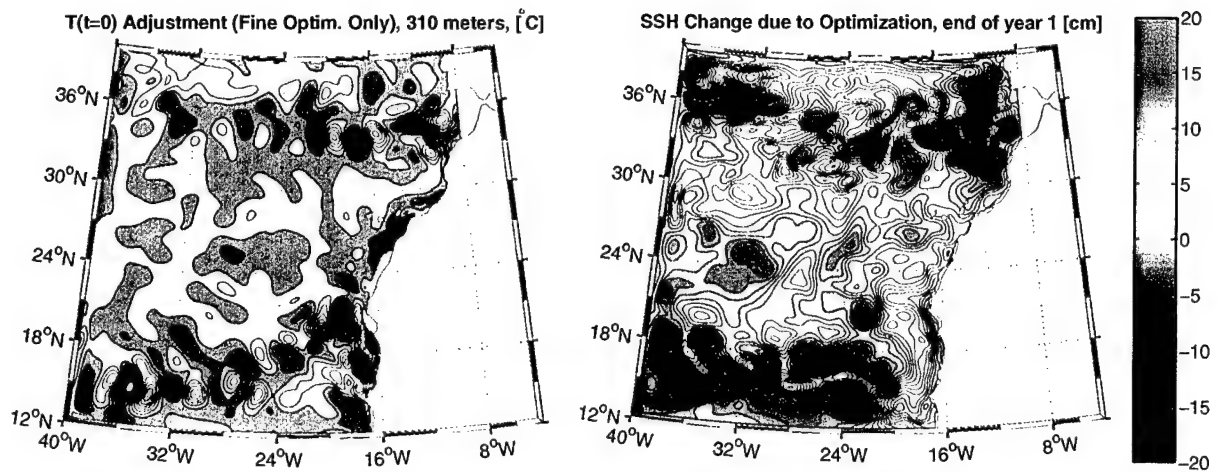 T(t=0) Adjustment (Fine Optim. Only), 310 meters, [°C]
SSH Change due to Optimization, end of year 1 [cm]
36°N
30°N
24°N
18°N
12°N
40°W
32°W
24°W
16°W
8°W
36°N
30°N
24°N
18°N
12°N
40°W
32°W
24°W
16°W
8°W
20
15
10
5
0
−5
−10
−15
−20